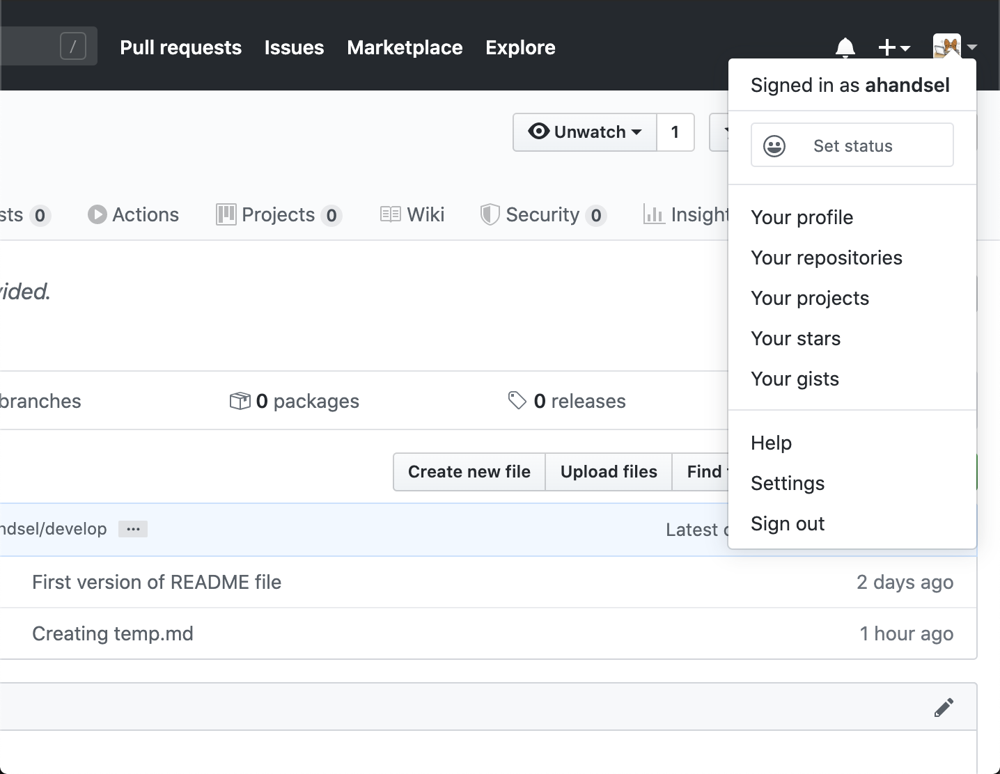 / Pull requests Issues Marketplace Explore
Signed in as ahandsel
Unwatch 1
Set status
0 Actions Projects 0 Wiki Security 0
Your profile
Your repositories
Your projects
Your stars
Your gists
branches 0 packages 0 releases
Help
Settings
Sign out
Create new file Upload files Find
ndsel/develop ... Latest
First version of README file 2 days ago
Creating temp.md 1 hour ago